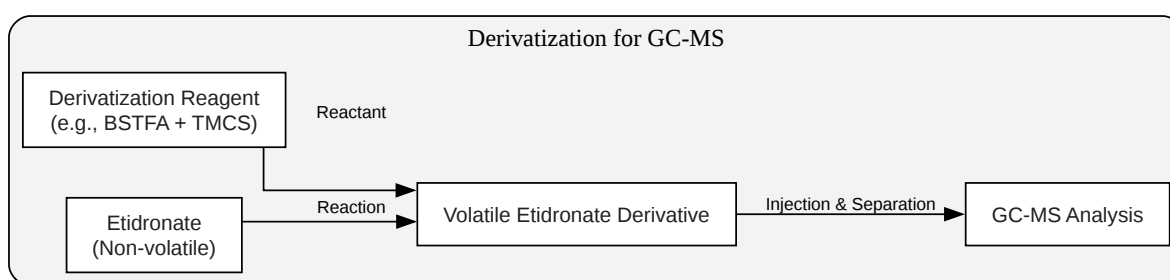 Derivatization for GC-MS
Derivatization Reagent
(e.g., BSTFA + TMCS)
Reactant
Etidronate
(Non-volatile)
Reaction
Volatile Etidronate Derivative
Injection & Separation
GC-MS Analysis